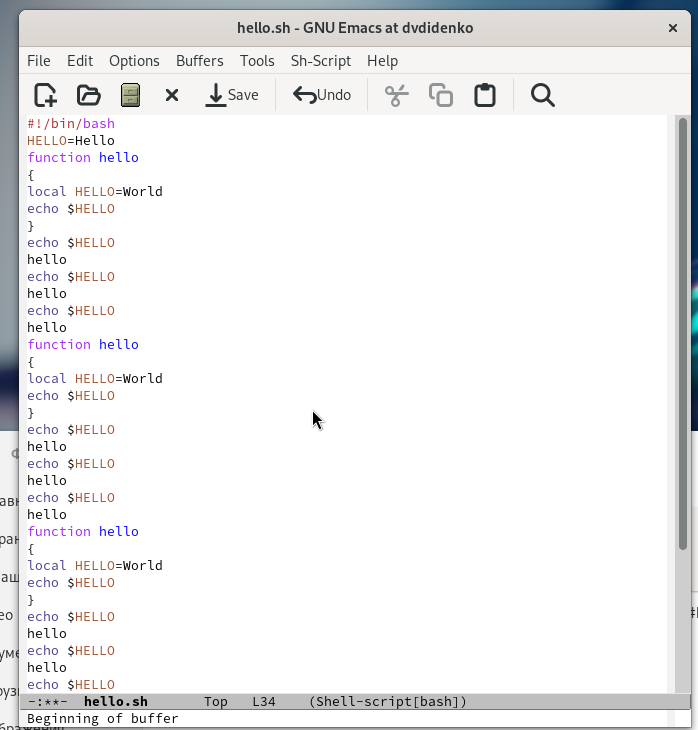 hello.sh - GNU Emacs at dvdidenko
File Edit Options Buffers Tools Sh-Script Help
Save Undo
#!/bin/bash
HELLO=Hello
function hello
{
local HELLO=World
echo $HELLO
}
echo $HELLO
hello
echo $HELLO
hello
echo $HELLO
hello
function hello
{
local HELLO=World
echo $HELLO
}
echo $HELLO
hello
echo $HELLO
hello
echo $HELLO
hello
function hello
{
local HELLO=World
echo $HELLO
}
echo $HELLO
hello
echo $HELLO
hello
echo $HELLO
-:**- hello.sh Top L34 (Shell-script[bash])
Beginning of buffer